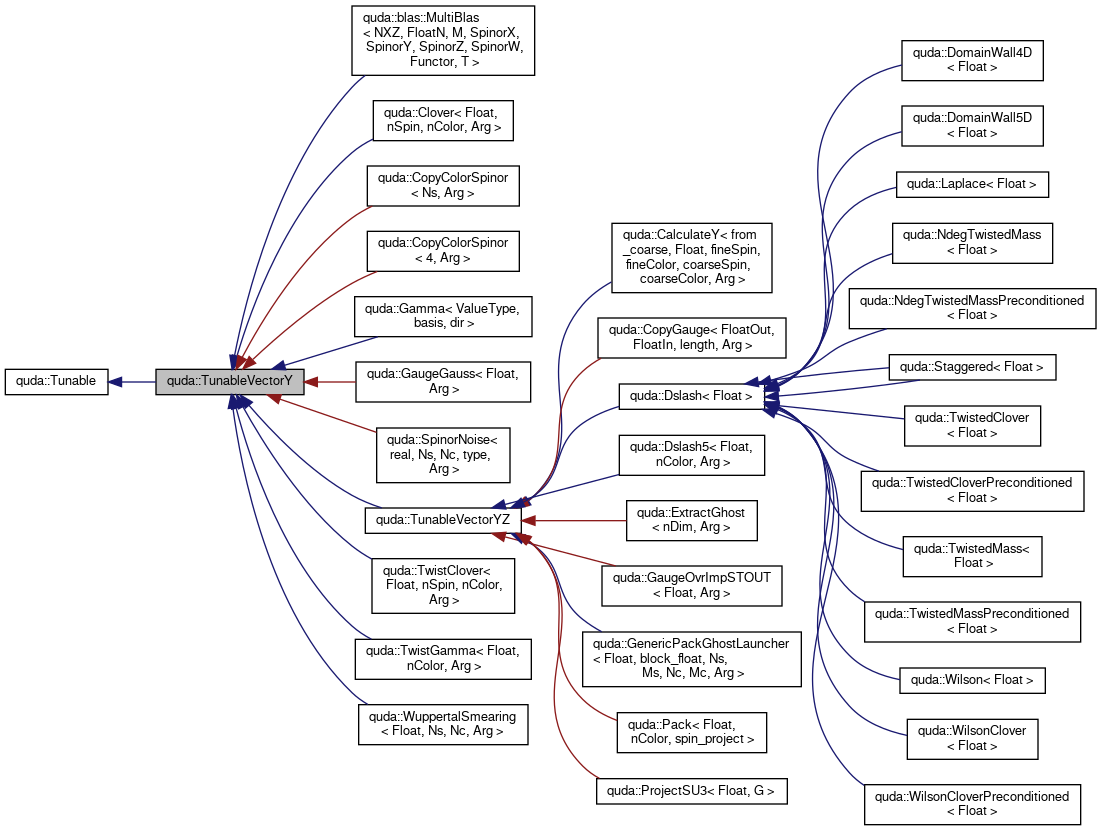 quda::Tunable
quda::TunableVectorY
quda::blas::MultiBlas
< NXZ, FloatN, M, SpinorX,
SpinorY, SpinorZ, SpinorW,
Functor, T >
quda::Clover< Float,
nSpin, nColor, Arg >
quda::CopyColorSpinor
< Ns, Arg >
quda::CopyColorSpinor
< 4, Arg >
quda::Gamma< ValueType,
basis, dir >
quda::GaugeGauss< Float,
Arg >
quda::SpinorNoise<
real, Ns, Nc, type,
Arg >
quda::TunableVectorYZ
quda::TwistClover<
Float, nSpin, nColor,
Arg >
quda::TwistGamma< Float,
nColor, Arg >
quda::WuppertalSmearing
< Float, Ns, Nc, Arg >
quda::CalculateY< from
_coarse, Float, fineSpin,
fineColor, coarseSpin,
coarseColor, Arg >
quda::CopyGauge< FloatOut,
FloatIn, length, Arg >
quda::Dslash< Float >
quda::Dslash5< Float,
nColor, Arg >
quda::ExtractGhost
< nDim, Arg >
quda::GaugeOvrImpSTOUT
< Float, Arg >
quda::GenericPackGhostLauncher
< Float, block_float, Ns,
Ms, Nc, Mc, Arg >
quda::Pack< Float,
nColor, spin_project >
quda::ProjectSU3< Float, G >
quda::DomainWall4D
< Float >
quda::DomainWall5D
< Float >
quda::Laplace< Float >
quda::NdegTwistedMass
< Float >
quda::NdegTwistedMassPreconditioned
< Float >
quda::Staggered< Float >
quda::TwistedClover
< Float >
quda::TwistedCloverPreconditioned
< Float >
quda::TwistedMass<
Float >
quda::TwistedMassPreconditioned
< Float >
quda::Wilson< Float >
quda::WilsonClover
< Float >
quda::WilsonCloverPreconditioned
< Float >